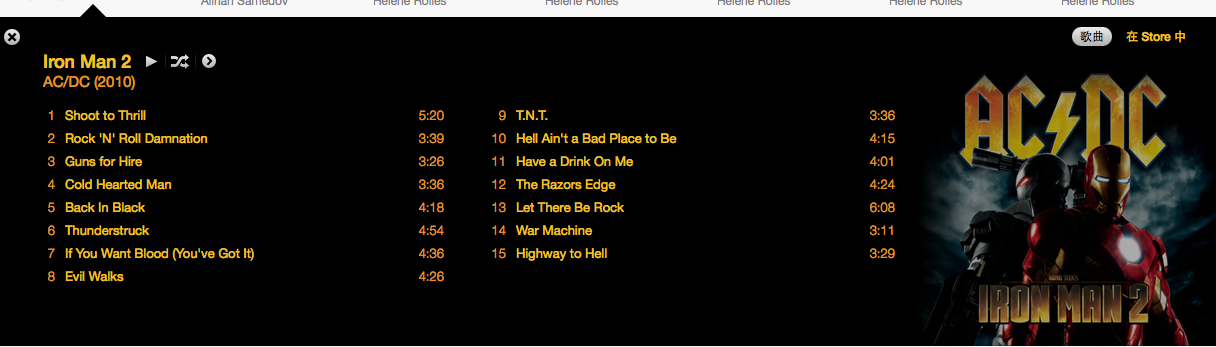 Alihan Samedov Hélène Rolles Hélène Rolles Hélène Rolles Hélène Rolles Hélène Rolles
歌曲 在 Store 中
Iron Man 2
AC/DC (2010)
1 Shoot to Thrill 5:20
2 Rock 'N' Roll Damnation 3:39
3 Guns for Hire 3:26
4 Cold Hearted Man 3:36
5 Back In Black 4:18
6 Thunderstruck 4:54
7 If You Want Blood (You've Got It) 4:36
8 Evil Walks 4:26
9 T.N.T. 3:36
10 Hell Ain't a Bad Place to Be 4:15
11 Have a Drink On Me 4:01
12 The Razors Edge 4:24
13 Let There Be Rock 6:08
14 War Machine 3:11
15 Highway to Hell 3:29
AC/DC
MARVEL STUDIOS
IRON MAN 2